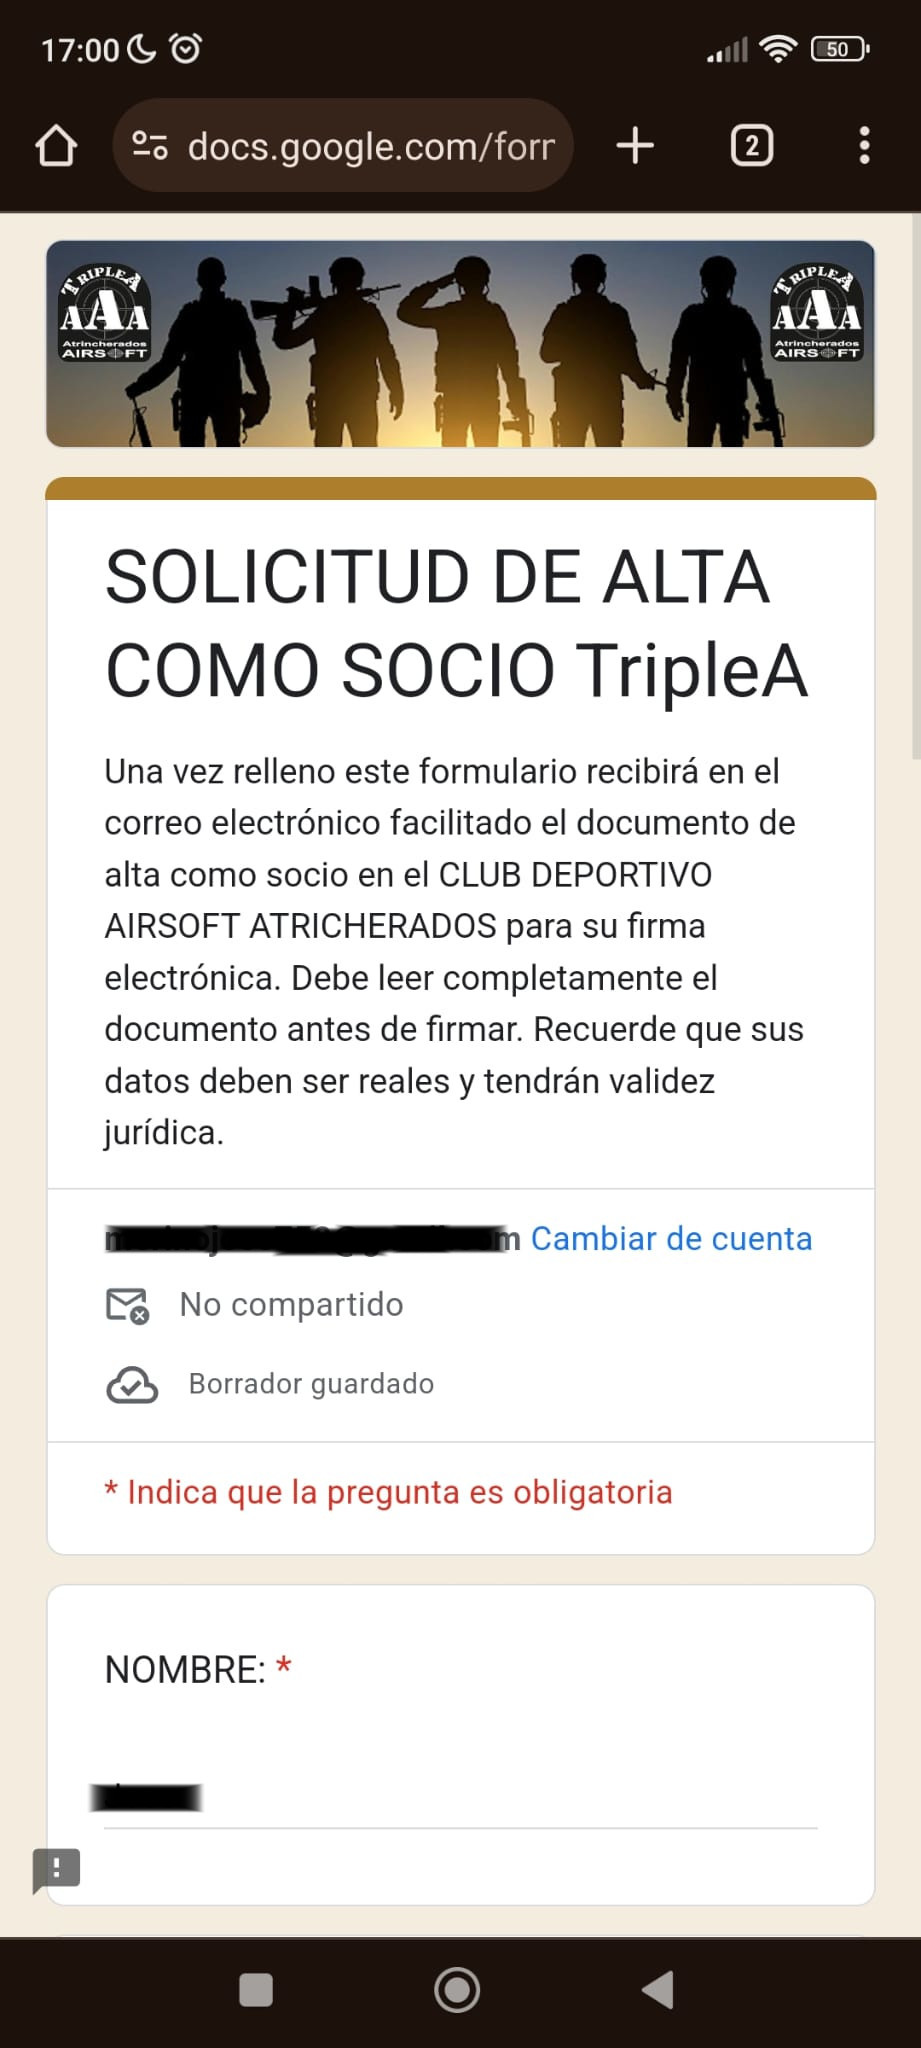 17:00
50
docs.google.com/forr
2
TRIPLEA
AAA
Atrincherados
AIRSOFT
TRIPLEA
AAA
Atrincherados
AIRSOFT
SOLICITUD DE ALTA
COMO SOCIO TripleA
Una vez relleno este formulario recibirá en el
correo electrónico facilitado el documento de
alta como socio en el CLUB DEPORTIVO
AIRSOFT ATRICHERADOS para su firma
electrónica. Debe leer completamente el
documento antes de firmar. Recuerde que sus
datos deben ser reales y tendrán validez
jurídica.
Cambiar de cuenta
No compartido
Borrador guardado
* Indica que la pregunta es obligatoria
NOMBRE: *